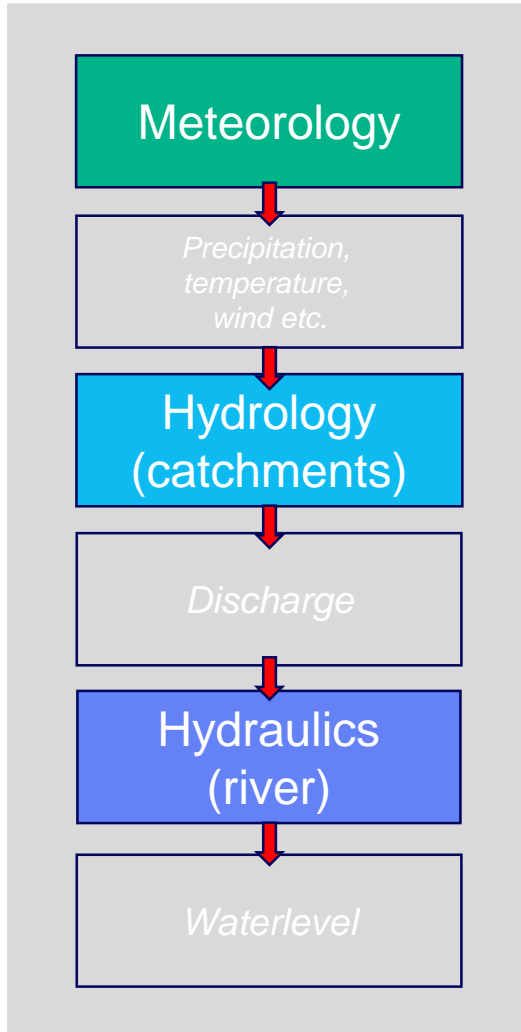 Meteorology
Precipitation,
temperature,
wind etc.
Hydrology
(catchments)
Discharge
Hydraulics
(river)
Waterlevel